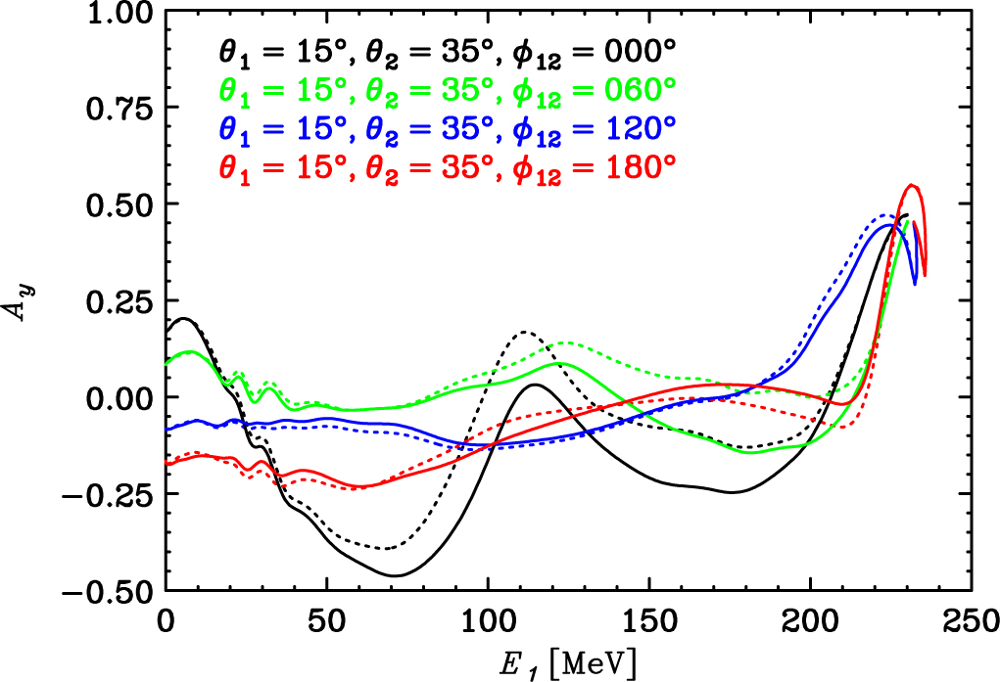 1.00
θ1 = 15°, θ2 = 35°, ϕ12 = 000°
θ1 = 15°, θ2 = 35°, ϕ12 = 060°
θ1 = 15°, θ2 = 35°, ϕ12 = 120°
θ1 = 15°, θ2 = 35°, ϕ12 = 180°
0.75
0.50
0.25
0.00
−0.25
−0.50
Ay
0 50 100 150 200 250
E1 [MeV]